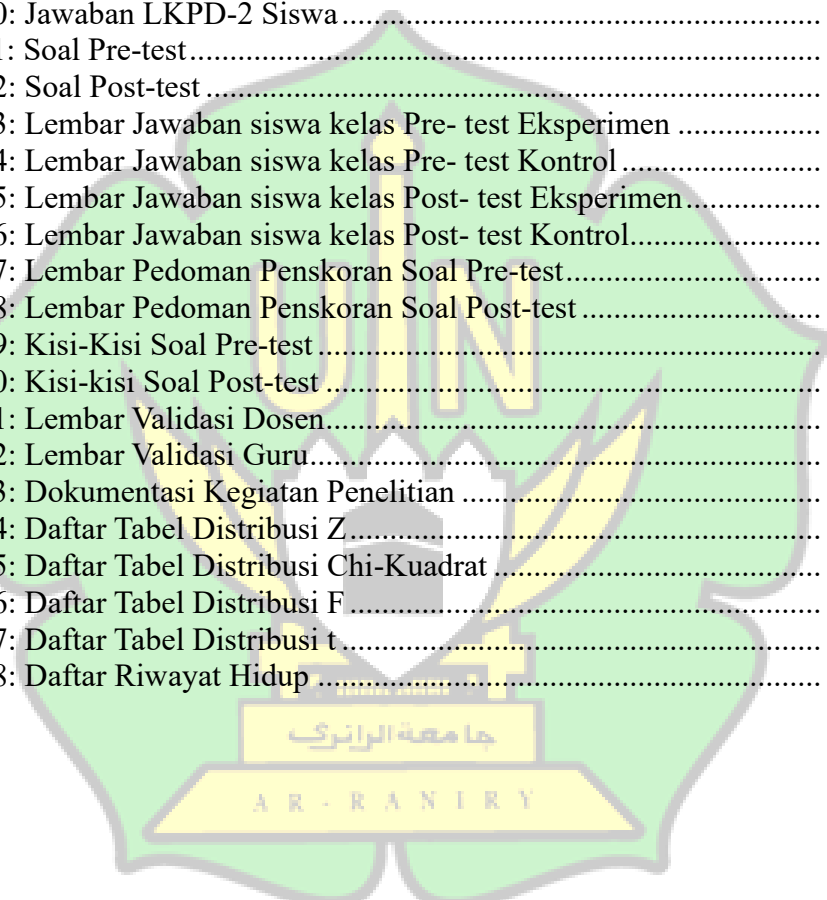 0: Jawaban LKPD-2 Siswa
1: Soal Pre-test
2: Soal Post-test
3: Lembar Jawaban siswa kelas Pre- test Eksperimen
4: Lembar Jawaban siswa kelas Pre- test Kontrol
5: Lembar Jawaban siswa kelas Post- test Eksperimen
6: Lembar Jawaban siswa kelas Post- test Kontrol
7: Lembar Pedoman Penskoran Soal Pre-test
8: Lembar Pedoman Penskoran Soal Post-test
9: Kisi-Kisi Soal Pre-test
0: Kisi-kisi Soal Post-test
1: Lembar Validasi Dosen
2: Lembar Validasi Guru
3: Dokumentasi Kegiatan Penelitian
4: Daftar Tabel Distribusi Z
5: Daftar Tabel Distribusi Chi-Kuadrat
6: Daftar Tabel Distribusi F
7: Daftar Tabel Distribusi t
8: Daftar Riwayat Hidup
UIN
جامعة الرانري
AR-RANIRY